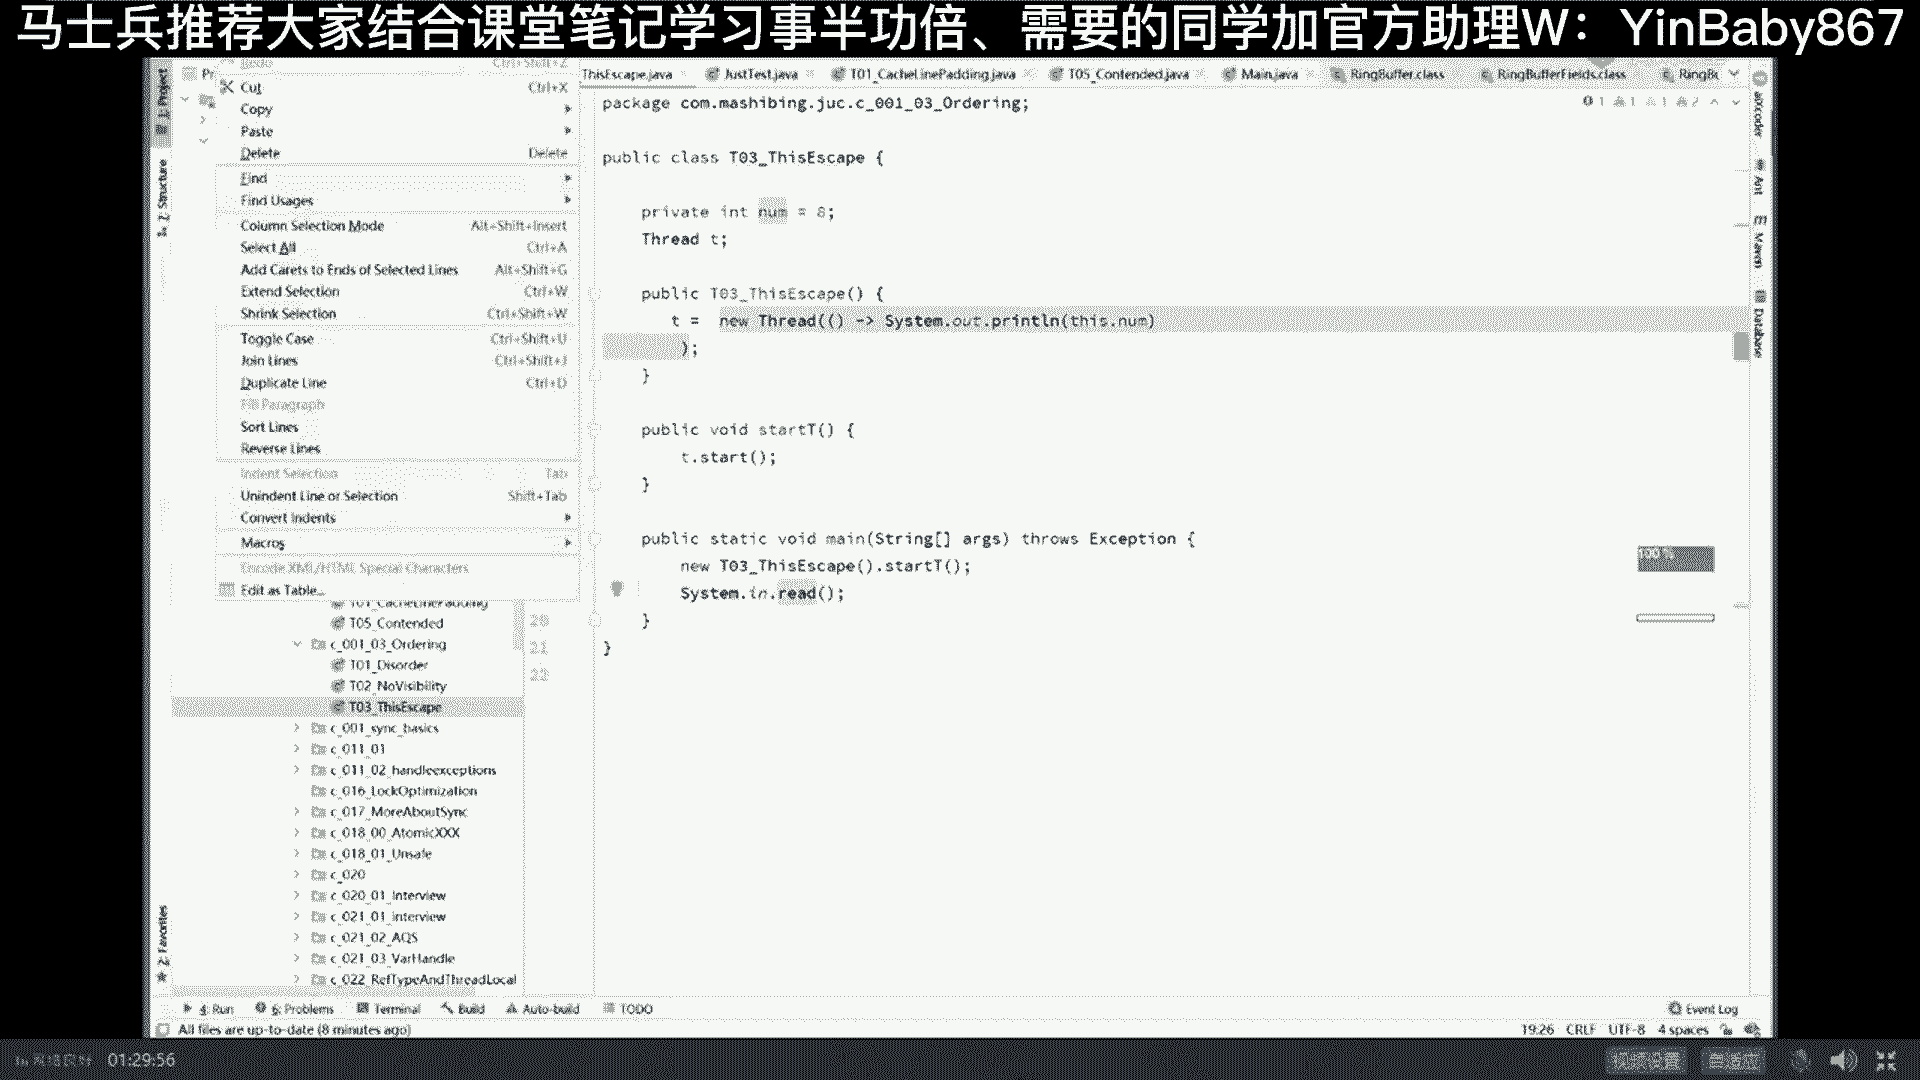 马士兵推荐大家结合课堂笔记学习事半功倍、需要的同学加官方助理W：YinBaby867
Pr
Redo Ctrl+Shift+Z
Cut Ctrl+X
Copy
Paste
Delete Delete
Find
Find Usages
Column Selection Mode Alt+Shift+Insert
Select All Ctrl+A
Add Carets to Ends of Selected Lines Alt+Shift+G
Extend Selection Ctrl+W
Shrink Selection Ctrl+Shift+W
Toggle Case Ctrl+Shift+U
Join Lines Ctrl+Shift+J
Duplicate Line Ctrl+D
Fill Paragraph
Sort Lines
Reverse Lines
Indent Selection Tab
Unindent Line or Selection Shift+Tab
Convert Indents
Macros
Encode XML/HTML Special Characters
Edit as Table...
1: Project
7: Structure
2: Favorites
T01_CacheLinePadding
T05_Contended
c_001_03_Ordering
T01_Disorder
T02_NoVisibility
T03_ThisEscape
c_001_sync_basics
c_011_01
c_011_02_handleexceptions
c_016_LockOptimization
c_017_MoreAboutSync
c_018_00_AtomicXXX
c_018_01_Unsafe
c_020
c_020_01_Interview
c_021_01_interview
c_021_02_AQS
c_021_03_VarHandle
c_022_RefTypeAndThreadLocal
ThisEscape.java JustTest.java T01_CacheLinePadding.java T05_Contended.java Main.java RingBuffer.class RingBufferFields.class RingBu
1 1 1 2
package com.mashibing.juc.c_001_03_Ordering;
public class T03_ThisEscape {
private int num = 8;
Thread t;
public T03_ThisEscape() {
t = new Thread(() -> System.out.println(this.num)
);
}
public void startT() {
t.start();
}
public static void main(String[] args) throws Exception {
new T03_ThisEscape().startT();
System.in.read();
20 }
21 }
22
100 %
aiXcoder
Ant
Maven
Database
4: Run 6: Problems Terminal Build Auto-build TODO Event Log
All files are up-to-date (8 minutes ago) 19:26 CRLF UTF-8 4 spaces
01:29:56 视频设置 自适应